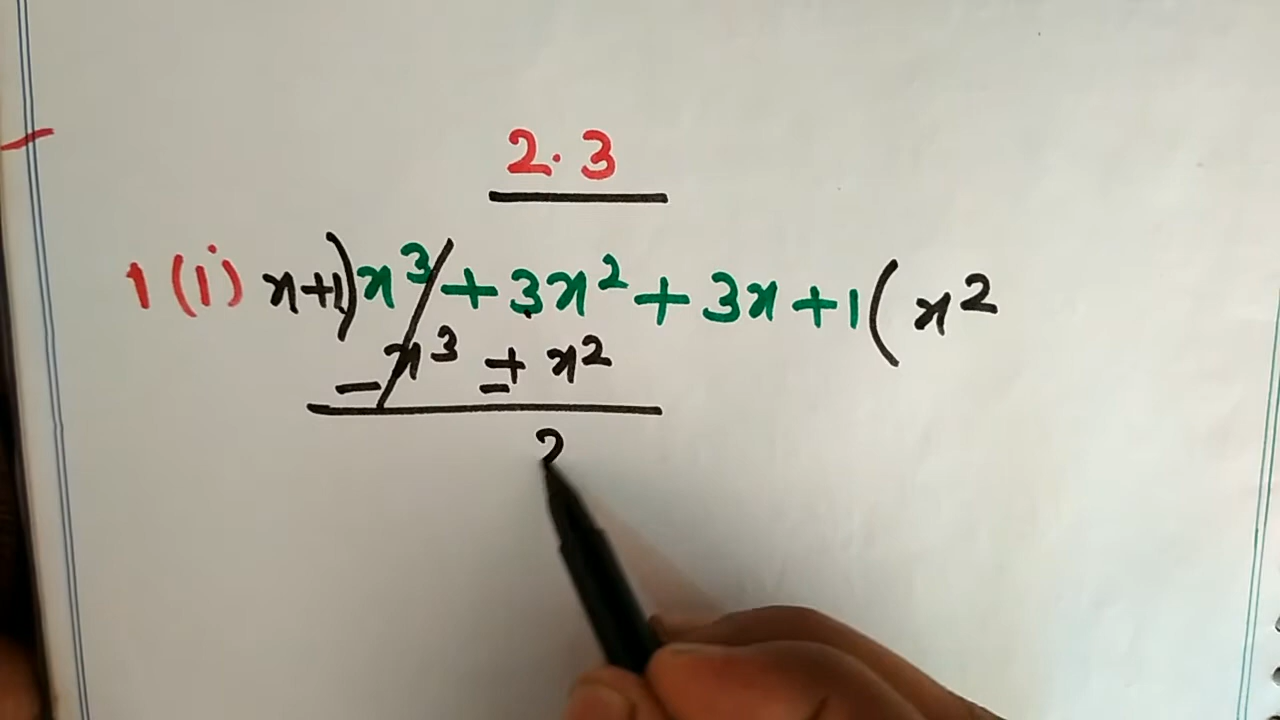 2.3
1(i) x+1)x³ + 3x² + 3x + 1(x²
− x³ ± x²
2